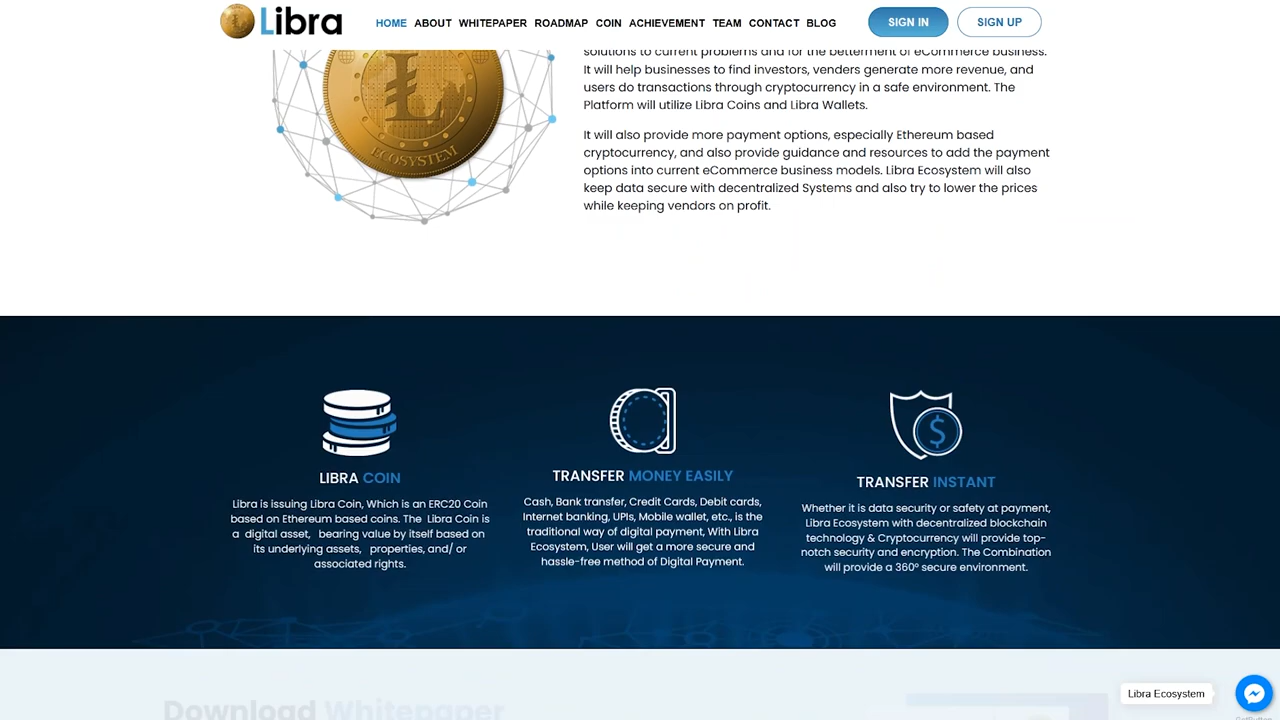 Libra
HOME ABOUT WHITEPAPER ROADMAP COIN ACHIEVEMENT TEAM CONTACT BLOG
SIGN IN SIGN UP
solutions to current problems and for the betterment of eCommerce business.
It will help businesses to find investors, venders generate more revenue, and
users do transactions through cryptocurrency in a safe environment. The
Platform will utilize Libra Coins and Libra Wallets.
It will also provide more payment options, especially Ethereum based
cryptocurrency, and also provide guidance and resources to add the payment
options into current eCommerce business models. Libra Ecosystem will also
keep data secure with decentralized Systems and also try to lower the prices
while keeping vendors on profit.
ECOSYSTEM
LIBRA COIN
Libra is issuing Libra Coin, Which is an ERC20 Coin
based on Ethereum based coins. The Libra Coin is
a digital asset, bearing value by itself based on
its underlying assets, properties, and/ or
associated rights.
TRANSFER MONEY EASILY
Cash, Bank transfer, Credit Cards, Debit cards,
Internet banking, UPIs, Mobile wallet, etc., is the
traditional way of digital payment, With Libra
Ecosystem, User will get a more secure and
hassle-free method of Digital Payment.
TRANSFER INSTANT
Whether it is data security or safety at payment,
Libra Ecosystem with decentralized blockchain
technology & Cryptocurrency will provide top-
notch security and encryption. The Combination
will provide a 360° secure environment.
Download Whitepaper
Libra Ecosystem